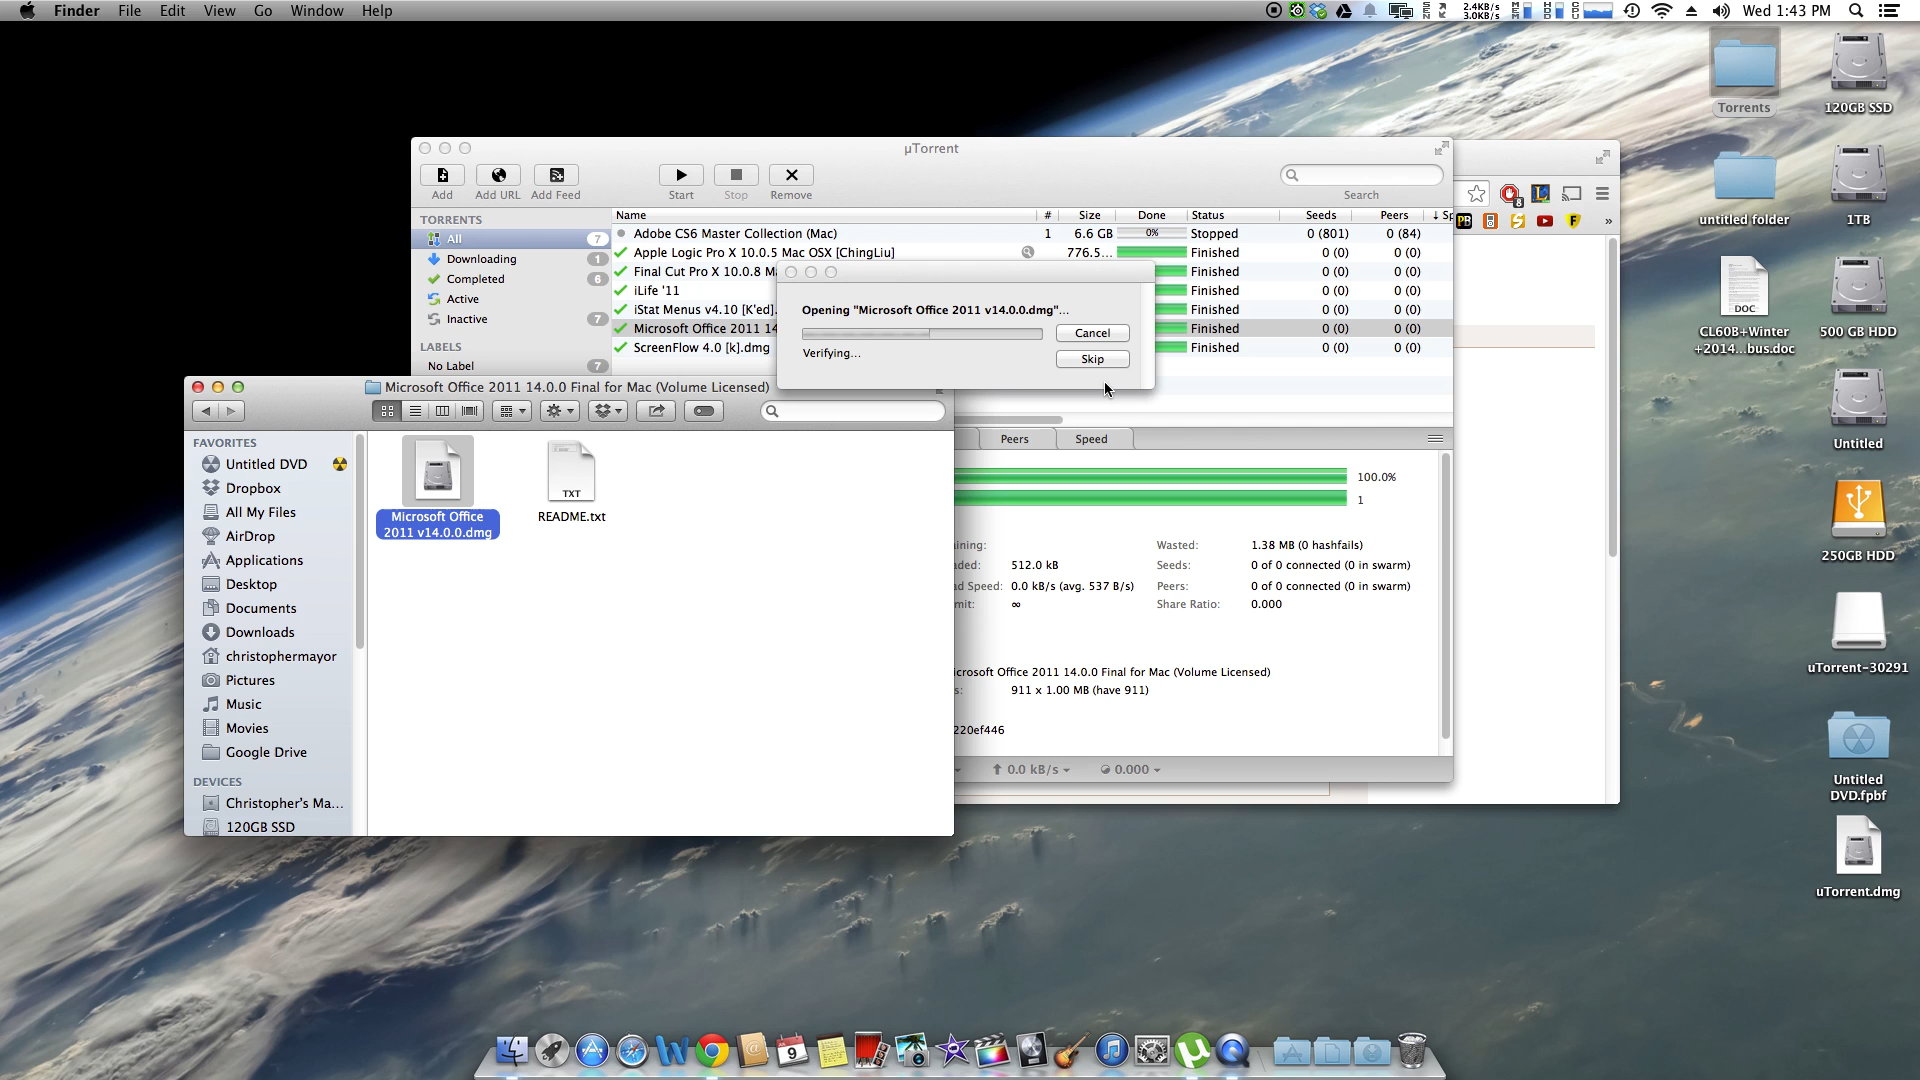 Finder File Edit View Go Window Help
2.4KB/s
3.0KB/s
Wed 1:43 PM
Torrents
120GB SSD
untitled folder
1TB
DOC
CL60B+Winter
+2014...bus.doc
500 GB HDD
Untitled
250GB HDD
uTorrent-30291
Untitled
DVD.fpbf
uTorrent.dmg
µTorrent
Add Add URL Add Feed Start Stop Remove Search
TORRENTS
All 7
Downloading 1
Completed 6
Active
Inactive 7
LABELS
No Label 7
Name # Size Done Status Seeds Peers ↓ Sp
Adobe CS6 Master Collection (Mac) 1 6.6 GB 0% Stopped 0 (801) 0 (84)
Apple Logic Pro X 10.0.5 Mac OSX [ChingLiu] 776.5... Finished 0 (0) 0 (0)
Final Cut Pro X 10.0.8 Ma Finished 0 (0) 0 (0)
iLife '11 Finished 0 (0) 0 (0)
iStat Menus v4.10 [K'ed]. Finished 0 (0) 0 (0)
Microsoft Office 2011 14 Finished 0 (0) 0 (0)
ScreenFlow 4.0 [k].dmg Finished 0 (0) 0 (0)
Opening "Microsoft Office 2011 v14.0.0.dmg"...
Cancel
Verifying...
Skip
Peers Speed
100.0%
1
ining: Wasted: 1.38 MB (0 hashfails)
ded: 512.0 kB Seeds: 0 of 0 connected (0 in swarm)
d Speed: 0.0 kB/s (avg. 537 B/s) Peers: 0 of 0 connected (0 in swarm)
mit: ∞ Share Ratio: 0.000
icrosoft Office 2011 14.0.0 Final for Mac (Volume Licensed)
s: 911 x 1.00 MB (have 911)
220ef446
0.0 kB/s 0.000
Microsoft Office 2011 14.0.0 Final for Mac (Volume Licensed)
FAVORITES
Untitled DVD
Dropbox
All My Files
AirDrop
Applications
Desktop
Documents
Downloads
christophermayor
Pictures
Music
Movies
Google Drive
DEVICES
Christopher's Ma...
120GB SSD
Microsoft Office
2011 v14.0.0.dmg
TXT
README.txt
9